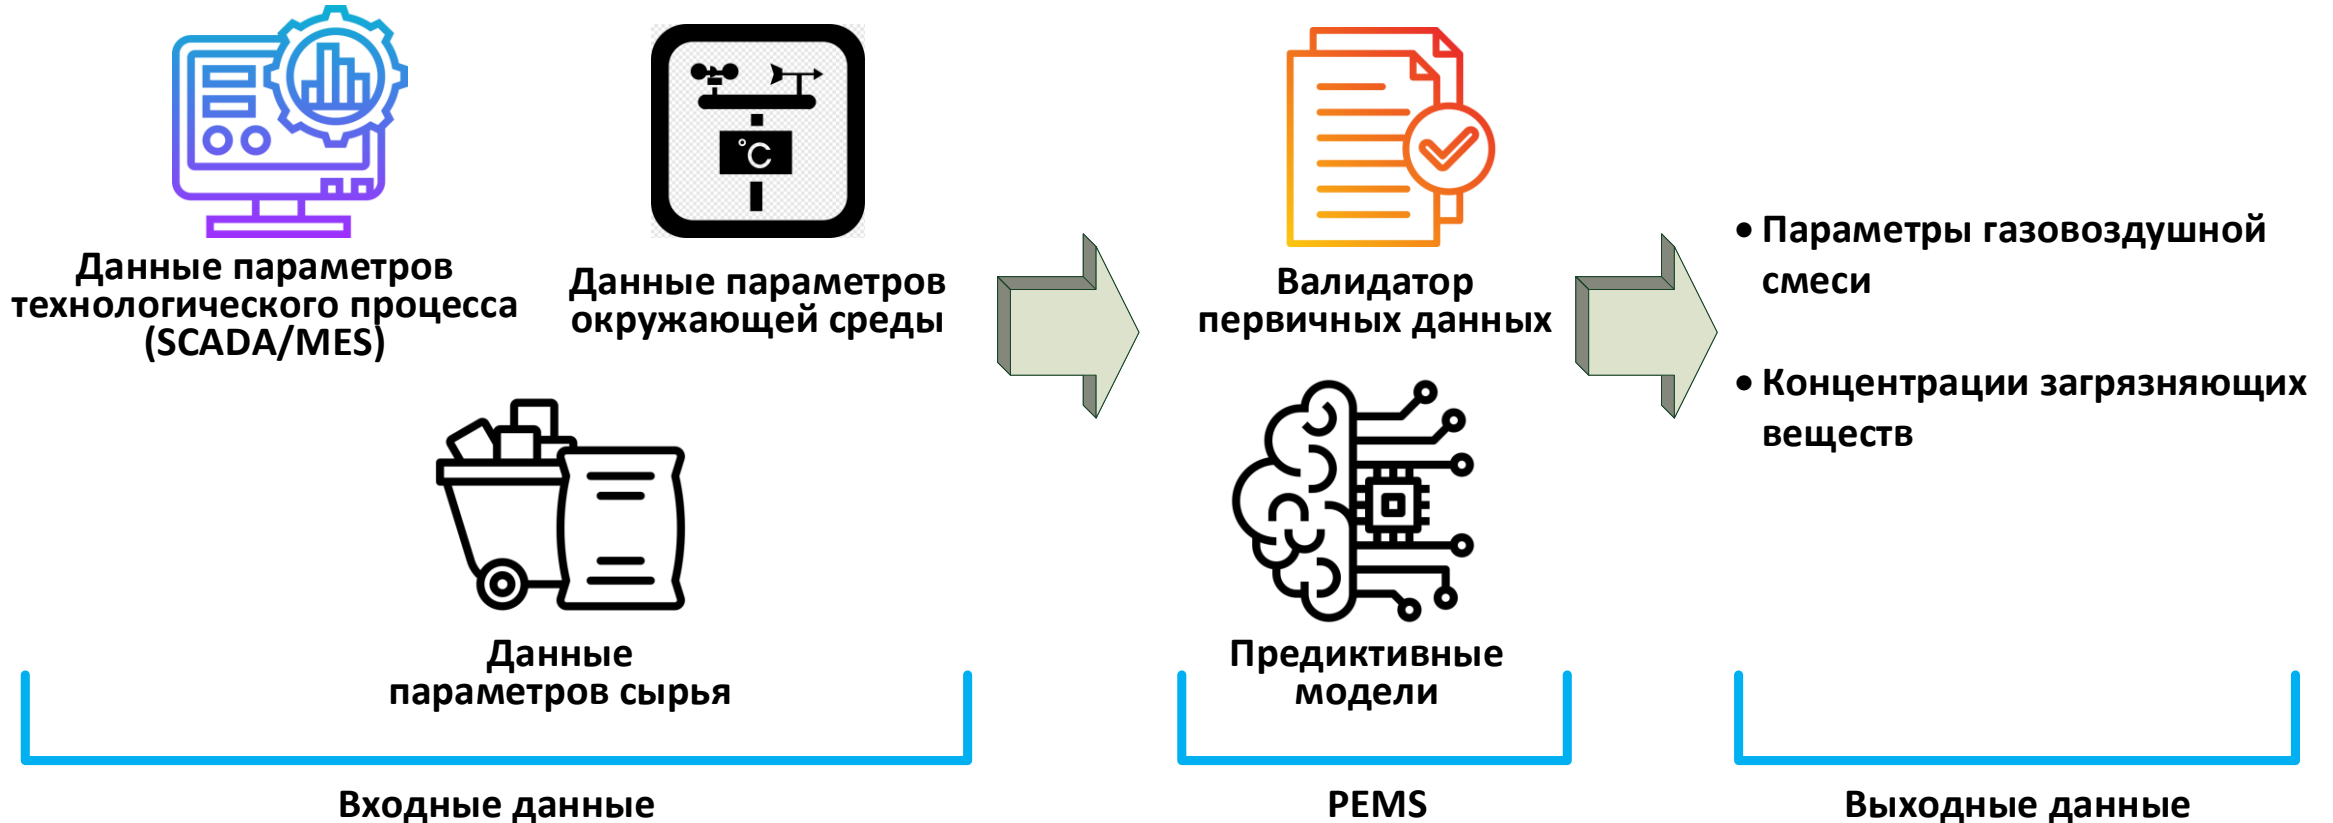 Данные параметров
технологического процесса
(SCADA/MES)
°C
Данные параметров
окружающей среды
Данные
параметров сырья
Входные данные
Валидатор
первичных данных
Предиктивные
модели
PEMS
• Параметры газовоздушной
смеси
• Концентрации загрязняющих
веществ
Выходные данные